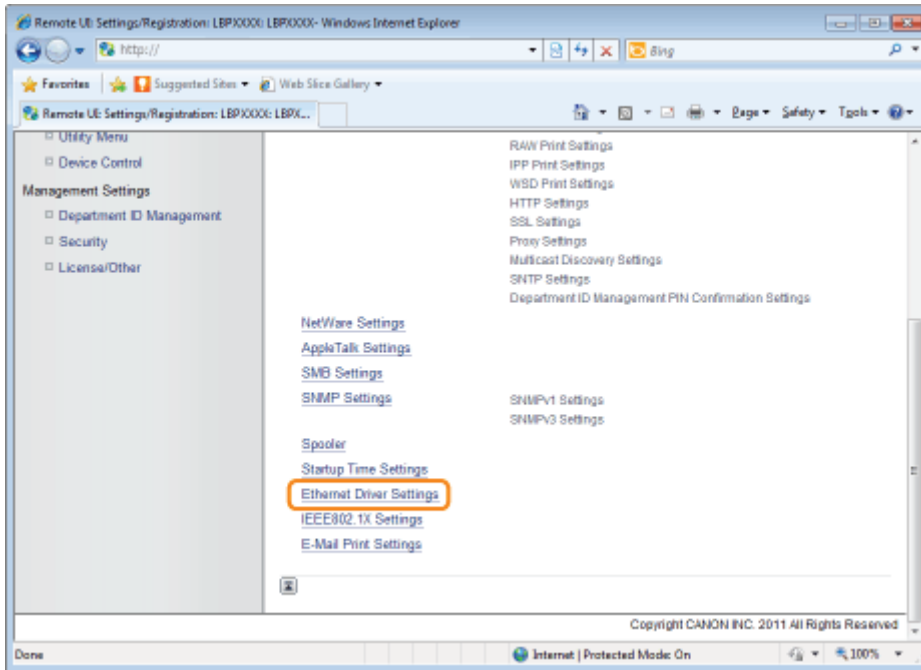 Remote UI: Settings/Registration: LBPXXXX: LBPXXXX- Windows Internet Explorer
http://
Bing
Favorites
Suggested Sites
Web Slice Gallery
Remote UI: Settings/Registration: LBPXXXX: LBPX...
Page
Safety
Tools
Utility Menu
Device Control
Management Settings
Department ID Management
Security
License/Other
RAW Print Settings
IPP Print Settings
WSD Print Settings
HTTP Settings
SSL Settings
Proxy Settings
Multicast Discovery Settings
SNTP Settings
Department ID Management PIN Confirmation Settings
NetWare Settings
AppleTalk Settings
SMB Settings
SNMP Settings
SNMPv1 Settings
SNMPv3 Settings
Spooler
Startup Time Settings
Ethernet Driver Settings
IEEE802.1X Settings
E-Mail Print Settings
Copyright CANON INC. 2011 All Rights Reserved
Done
Internet | Protected Mode: On
100%